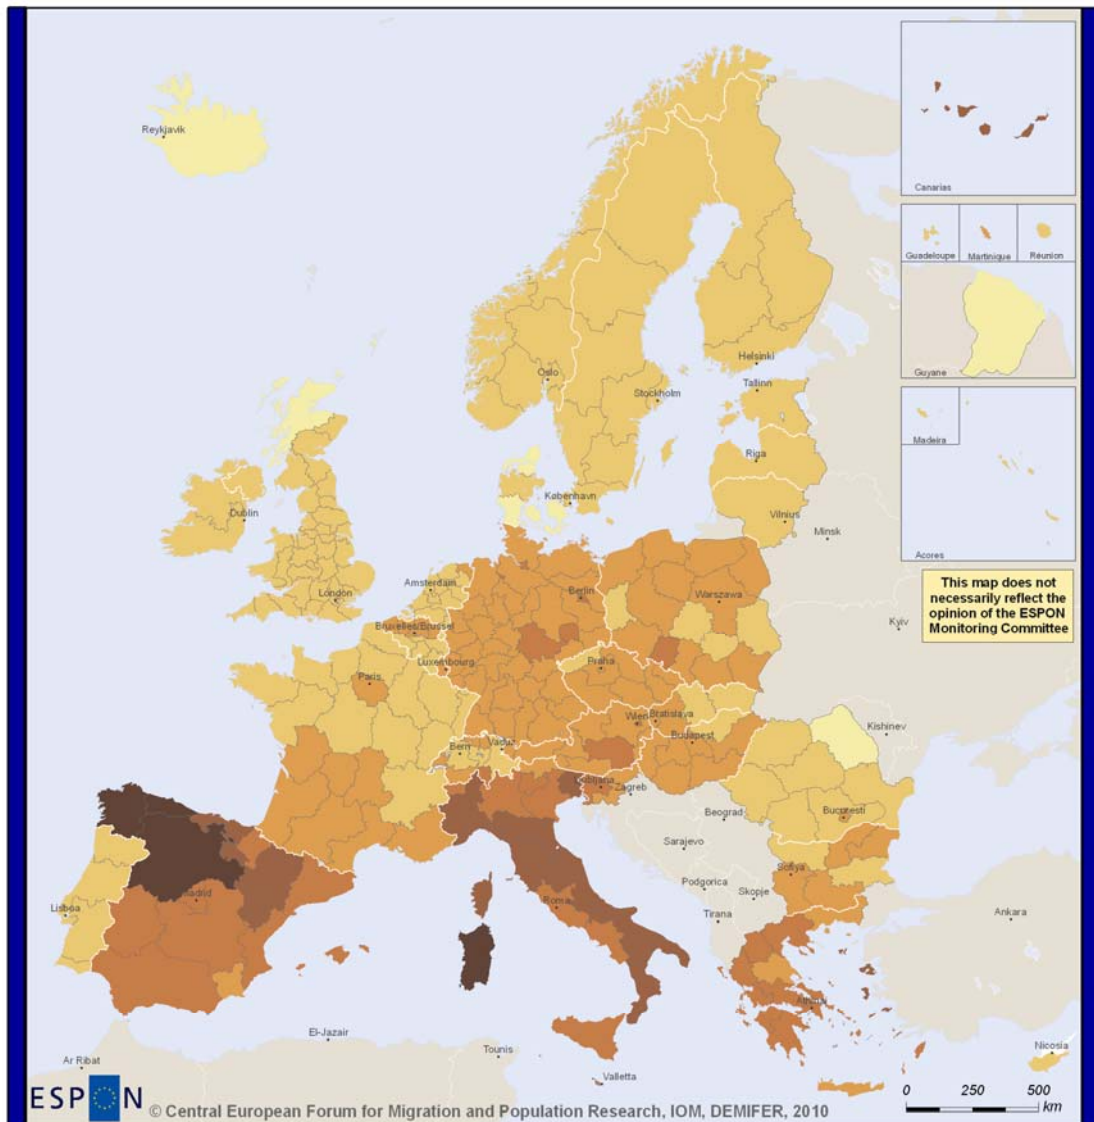 Reykjavik
Canarias
Guadeloupe
Martinique
Réunion
Guyane
Oslo
Helsinki
Tallinn
Stockholm
Madeira
Riga
København
Dublin
Vilnius
Minsk
Acores
This map does not
necessarily reflect the
opinion of the ESPON
Monitoring Committee
Amsterdam
London
Berlin
Warszawa
Bruxelles/Brussel
Kyiv
Luxembourg
Praha
Paris
Wien
Bratislava
Kishinev
Bern
Vaduz
Budapest
Ljubljana
Zagreb
Bucuresti
Beograd
Sarajevo
Sofiya
Madrid
Podgorica
Skopje
Roma
Lisboa
Tirana
Ankara
Athinai
El-Jazair
Tounis
Nicosia
Ar Ribat
Valletta
0 250 500
km
ESPON
© Central European Forum for Migration and Population Research, IOM, DEMIFER, 2010